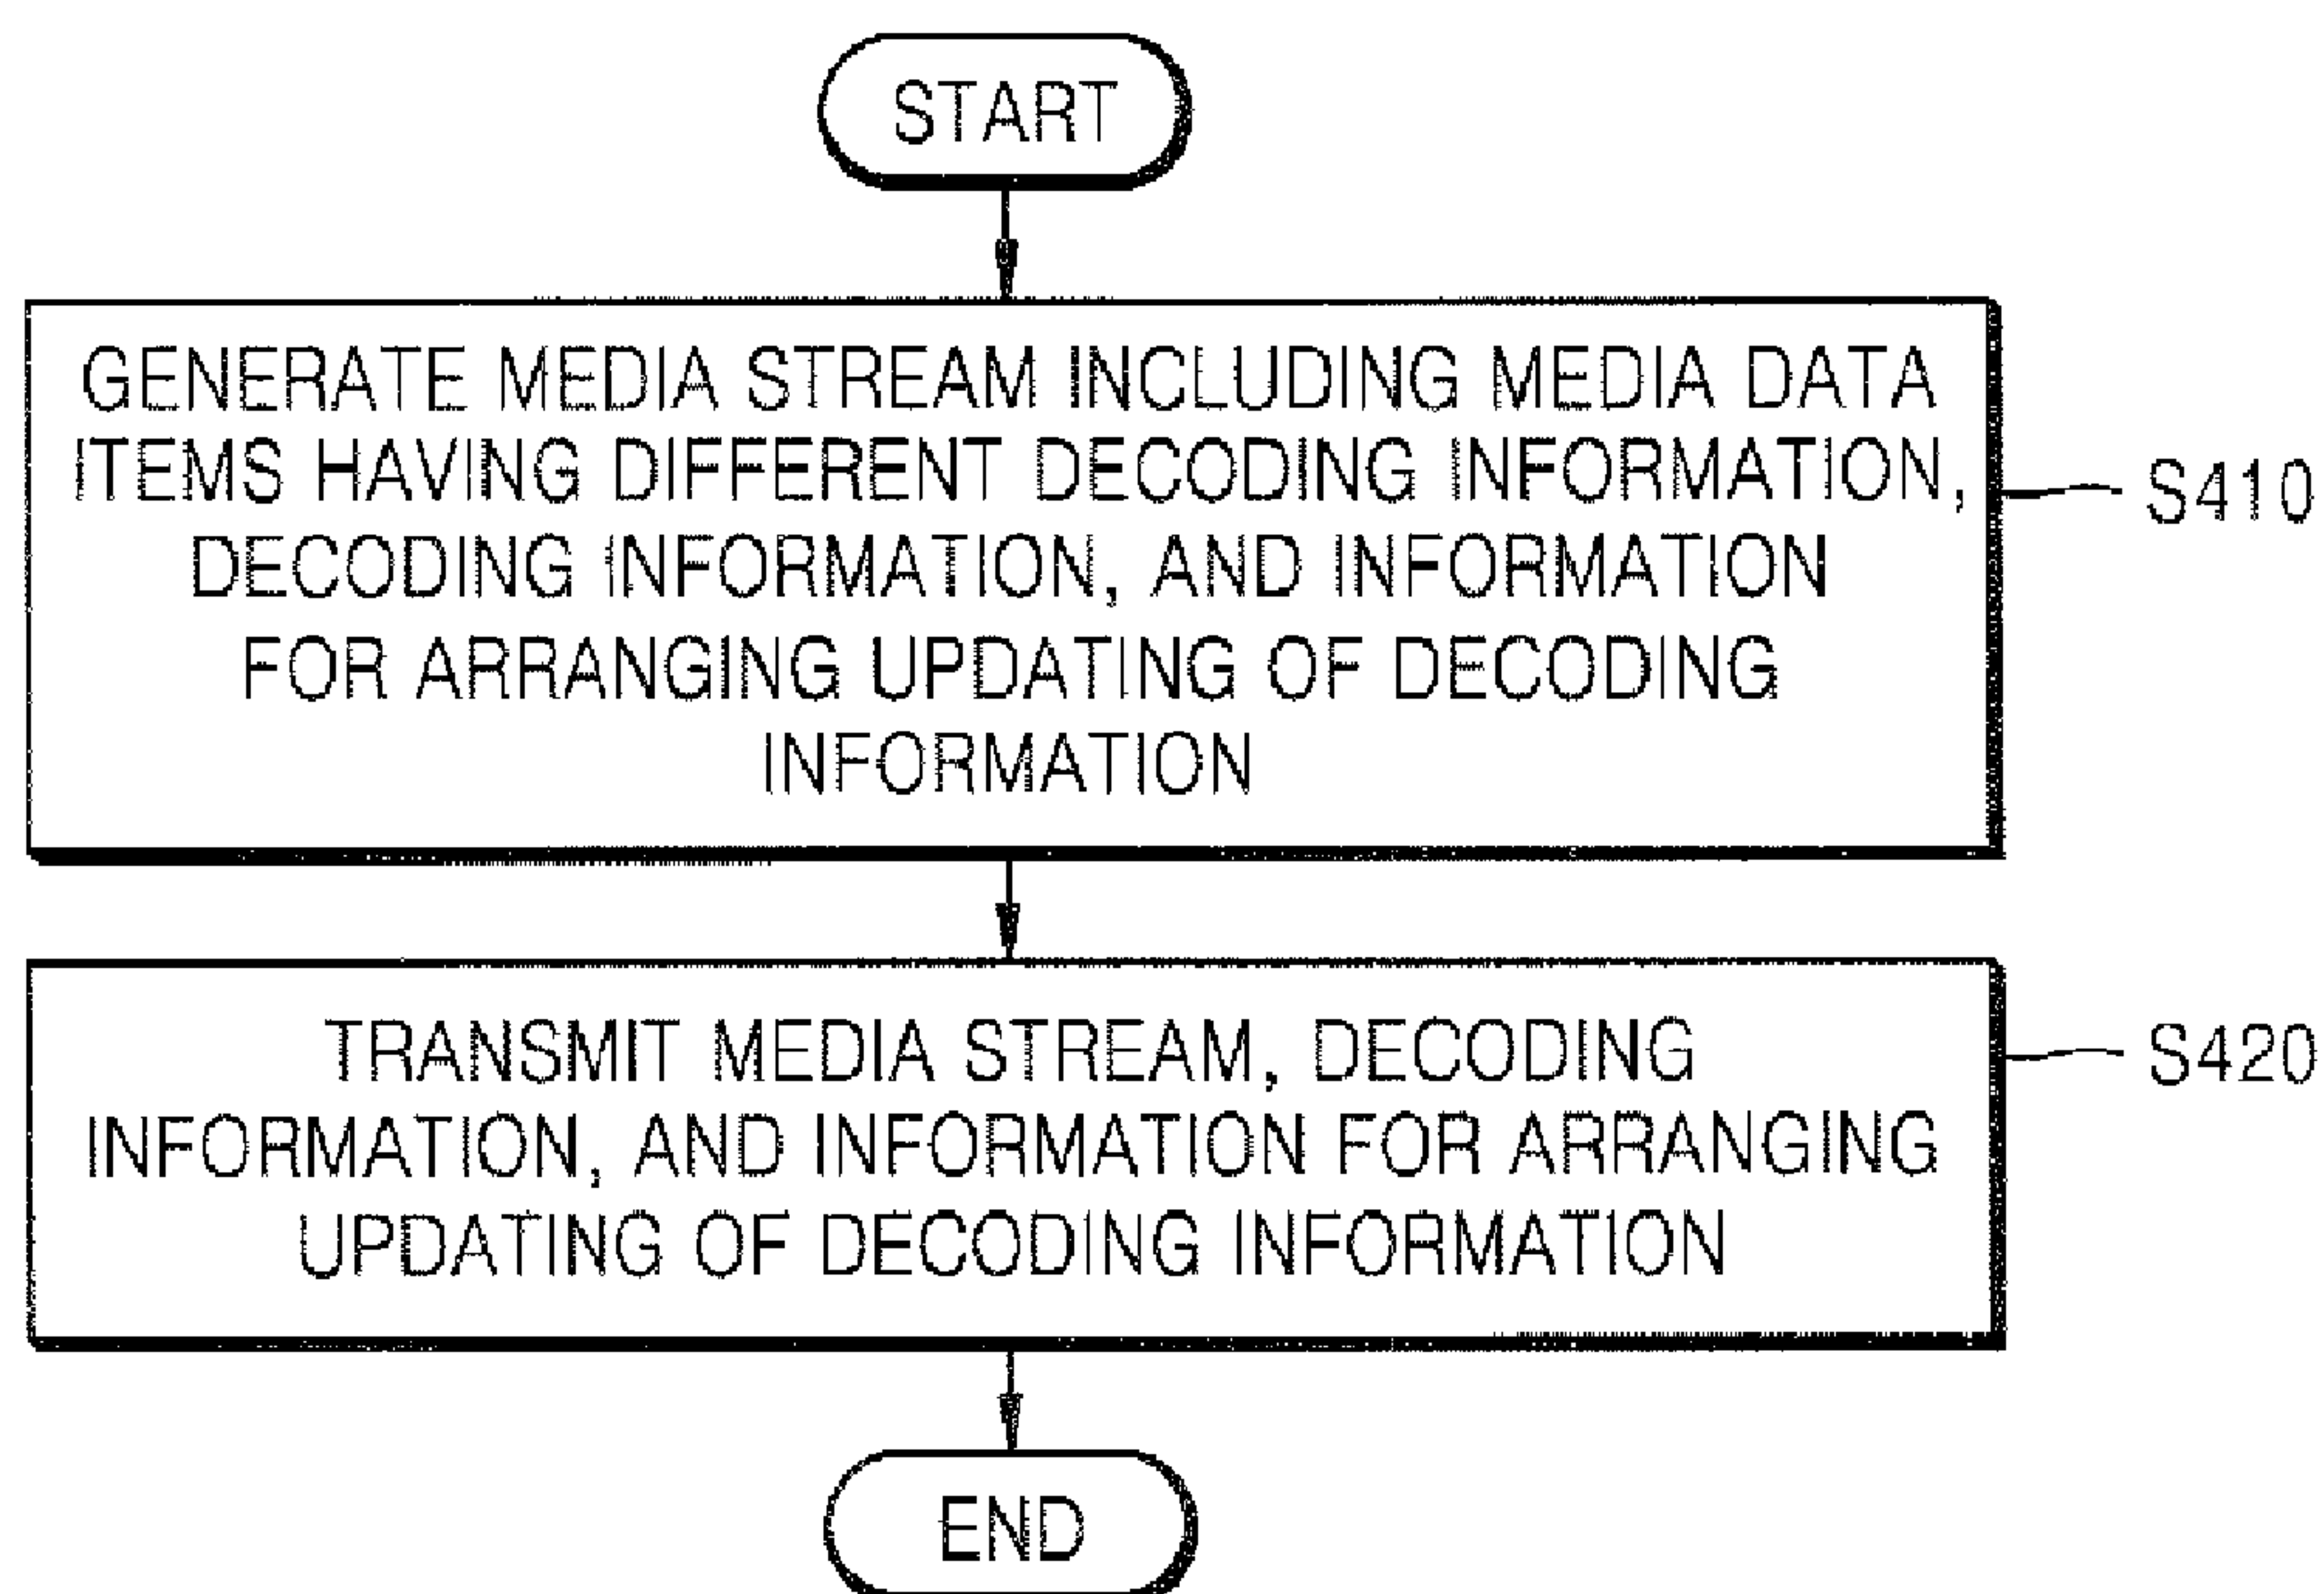 START
GENERATE MEDIA STREAM INCLUDING MEDIA DATA
ITEMS HAVING DIFFERENT DECODING INFORMATION,
DECODING INFORMATION, AND INFORMATION
FOR ARRANGING UPDATING OF DECODING
INFORMATION
S410
TRANSMIT MEDIA STREAM, DECODING
INFORMATION, AND INFORMATION FOR ARRANGING
UPDATING OF DECODING INFORMATION
S420
END